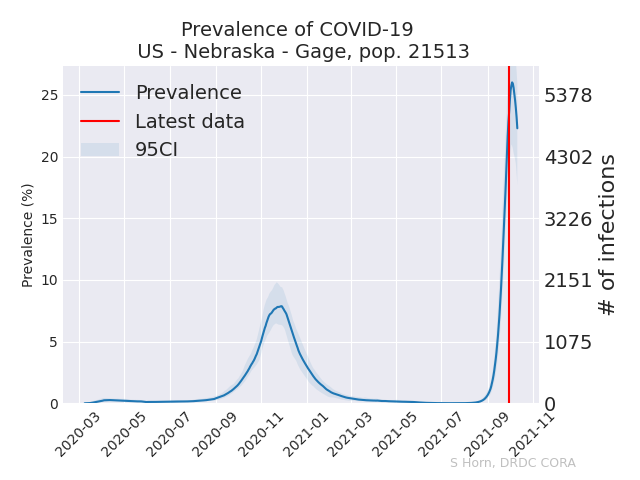 Prevalence of COVID-19
US - Nebraska - Gage, pop. 21513
Prevalence
Latest data
95CI
Prevalence (%)
25
20
15
10
5
0
5378
4302
3226
2151
1075
0
# of infections
2020-03
2020-05
2020-07
2020-09
2020-11
2021-01
2021-03
2021-05
2021-07
2021-09
2021-11
S Horn, DRDC CORA